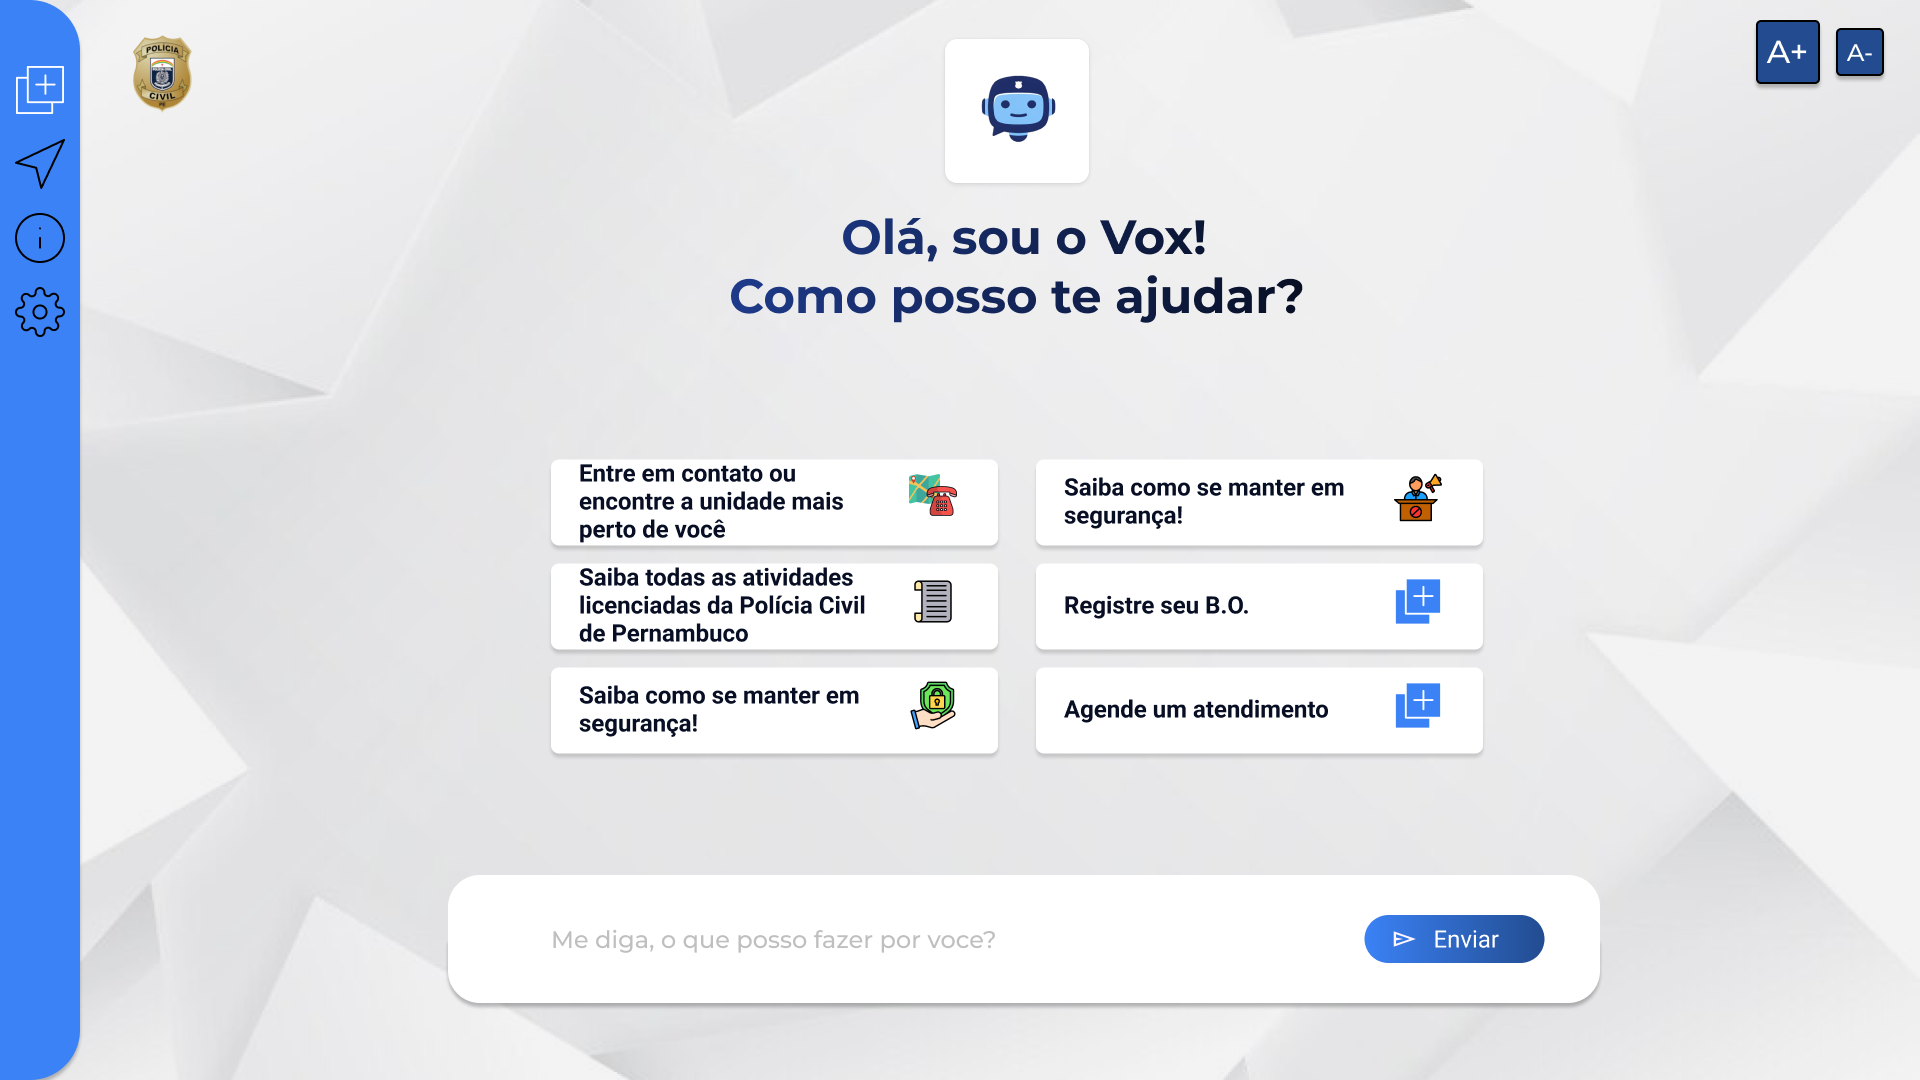 POLÍCIA
CIVIL
PE
A+
A-
Olá, sou o Vox!
Como posso te ajudar?
Entre em contato ou
encontre a unidade mais
perto de você
Saiba como se manter em
segurança!
Saiba todas as atividades
licenciadas da Polícia Civil
de Pernambuco
Registre seu B.O.
Saiba como se manter em
segurança!
Agende um atendimento
Me diga, o que posso fazer por voce?
Enviar